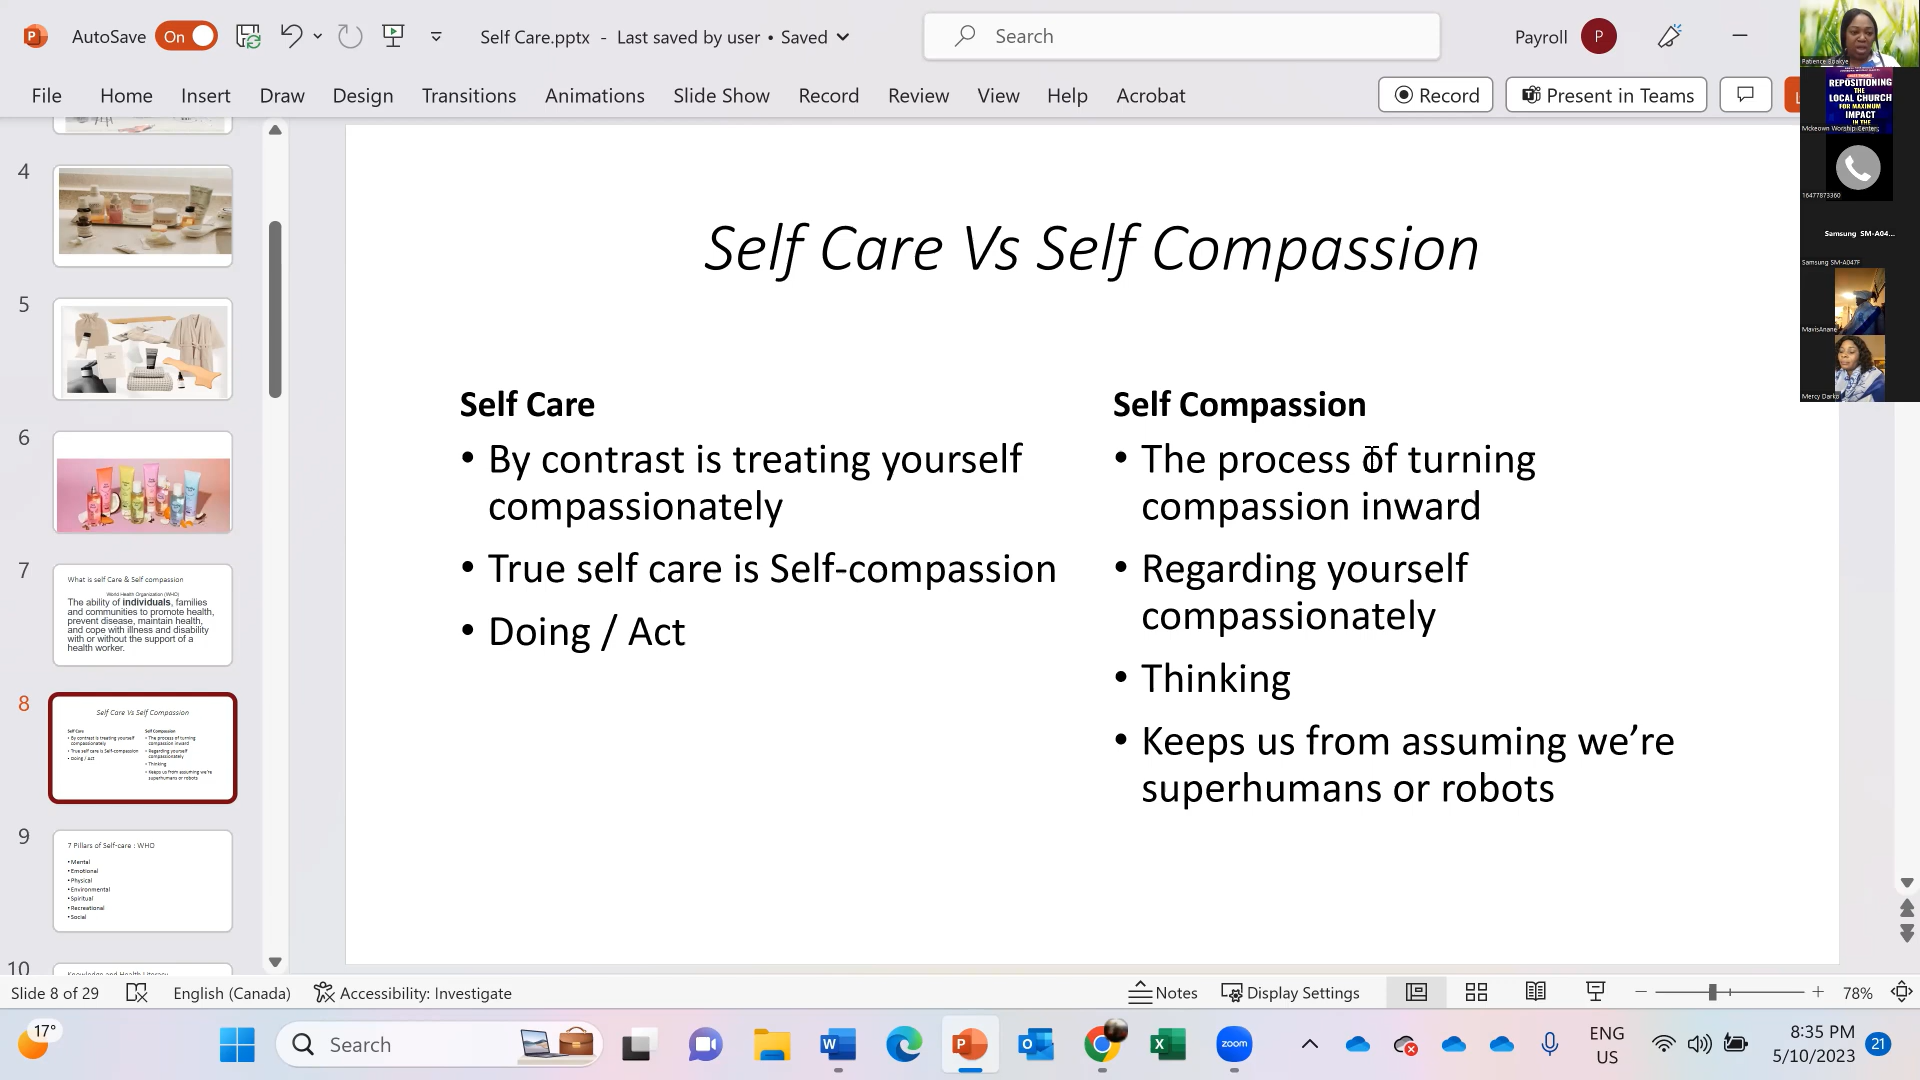 AutoSave On Self Care.pptx - Last saved by user • Saved Search Payroll P
File Home Insert Draw Design Transitions Animations Slide Show Record Review View Help Acrobat Record Present in Teams
Patience Boakye
REPOSITIONING
THE
LOCAL CHURCH
FOR MAXIMUM
IMPACT
IN THE
Mckeown Worship Center,
16477873360
Samsung SM-A04...
Samsung SM-A047F
MavisAnane
Mercy Darko
4
5
6
7
What is self Care & Self compassion
World Health Organization (WHO)
The ability of individuals, families
and communities to promote health,
prevent disease, maintain health,
and cope with illness and disability
with or without the support of a
health worker.
8
Self Care Vs Self Compassion
Self Care
• By contrast is treating yourself
compassionately
• True self care is Self-compassion
• Doing / Act
Self Compassion
• The process of turning
compassion inward
• Regarding yourself
compassionately
• Thinking
• Keeps us from assuming we're
superhumans or robots
9
7 Pillars of Self-care : WHO
• Mental
• Emotional
• Physical
• Environmental
• Spiritual
• Recreational
• Social
10
Knowledge and Health Literacy
Self Care Vs Self Compassion
Self Care
• By contrast is treating yourself
compassionately
• True self care is Self-compassion
• Doing / Act
Self Compassion
• The process of turning
compassion inward
• Regarding yourself
compassionately
• Thinking
• Keeps us from assuming we’re
superhumans or robots
Slide 8 of 29 English (Canada) Accessibility: Investigate Notes Display Settings 78%
17° Search zoom ENG
US
8:35 PM
5/10/2023
21